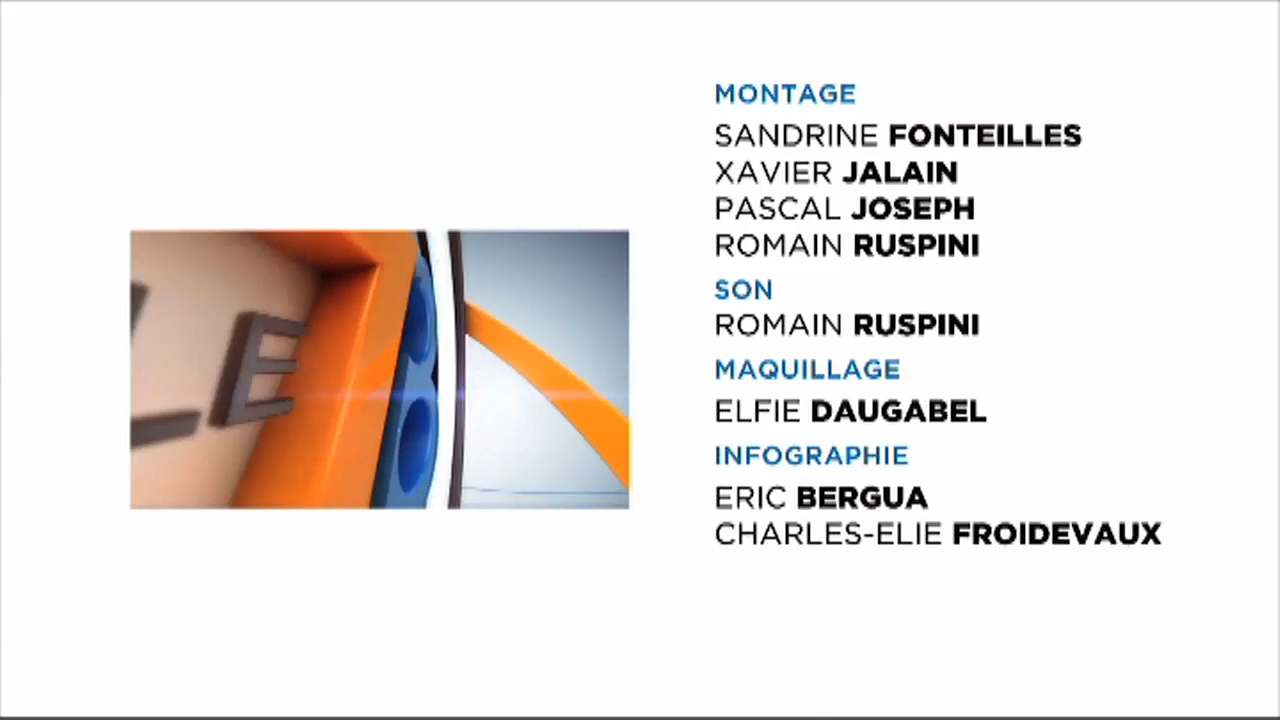 LE
MONTAGE
SANDRINE FONTEILLES
XAVIER JALAIN
PASCAL JOSEPH
ROMAIN RUSPINI
SON
ROMAIN RUSPINI
MAQUILLAGE
ELFIE DAUGABEL
INFOGRAPHIE
ERIC BERGUA
CHARLES-ELIE FROIDEVAUX